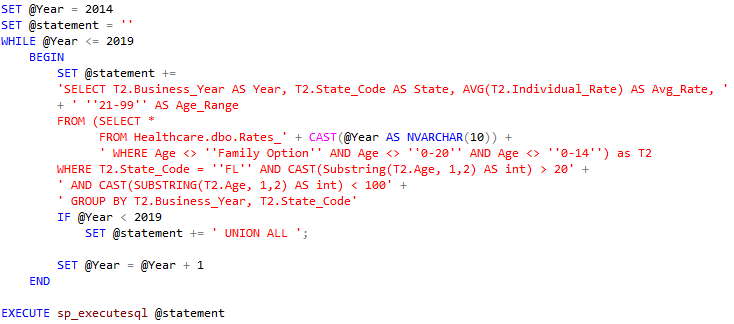 SET @Year = 2014
SET @statement = ''
WHILE @Year <= 2019
    BEGIN
        SET @statement +=
        'SELECT T2.Business_Year AS Year, T2.State_Code AS State, AVG(T2.Individual_Rate) AS Avg_Rate, '
        + ' ''21-99'' AS Age_Range
        FROM (SELECT *
              FROM Healthcare.dbo.Rates_' + CAST(@Year AS NVARCHAR(10)) +
              ' WHERE Age <> ''Family Option'' AND Age <> ''0-20'' AND Age <> ''0-14'') as T2
        WHERE T2.State_Code = ''FL'' AND CAST(Substring(T2.Age, 1,2) AS int) > 20' +
        ' AND CAST(SUBSTRING(T2.Age, 1,2) AS int) < 100' +
        ' GROUP BY T2.Business_Year, T2.State_Code'
        IF @Year < 2019
            SET @statement += ' UNION ALL ';
        SET @Year = @Year + 1
    END
EXECUTE sp_executesql @statement